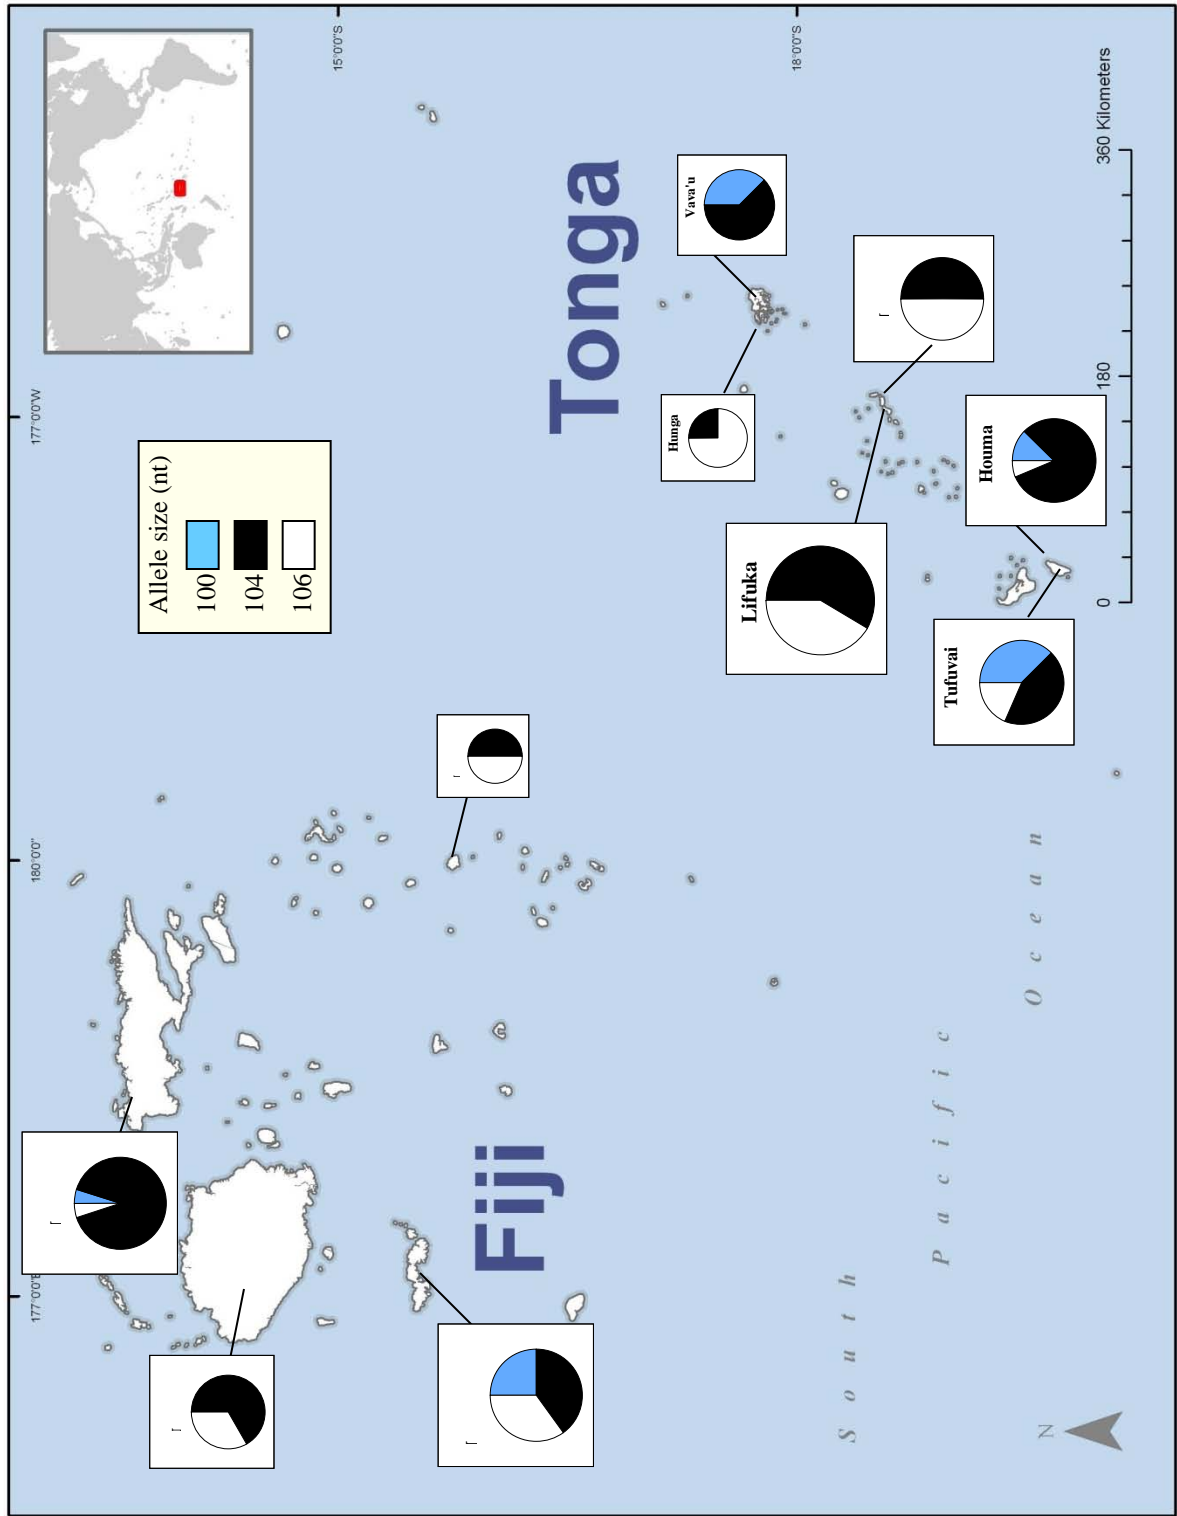 177°0'0"W
180°0'0"
177°0'0"E
15°0'0"S
18°0'0"S
Allele size (nt)
100
104
106
Fiji
Tonga
Vava'u
Hunga
Lifuka
Houma
Tufuvai
South
Pacific
Ocean
N
0
180
360 Kilometers